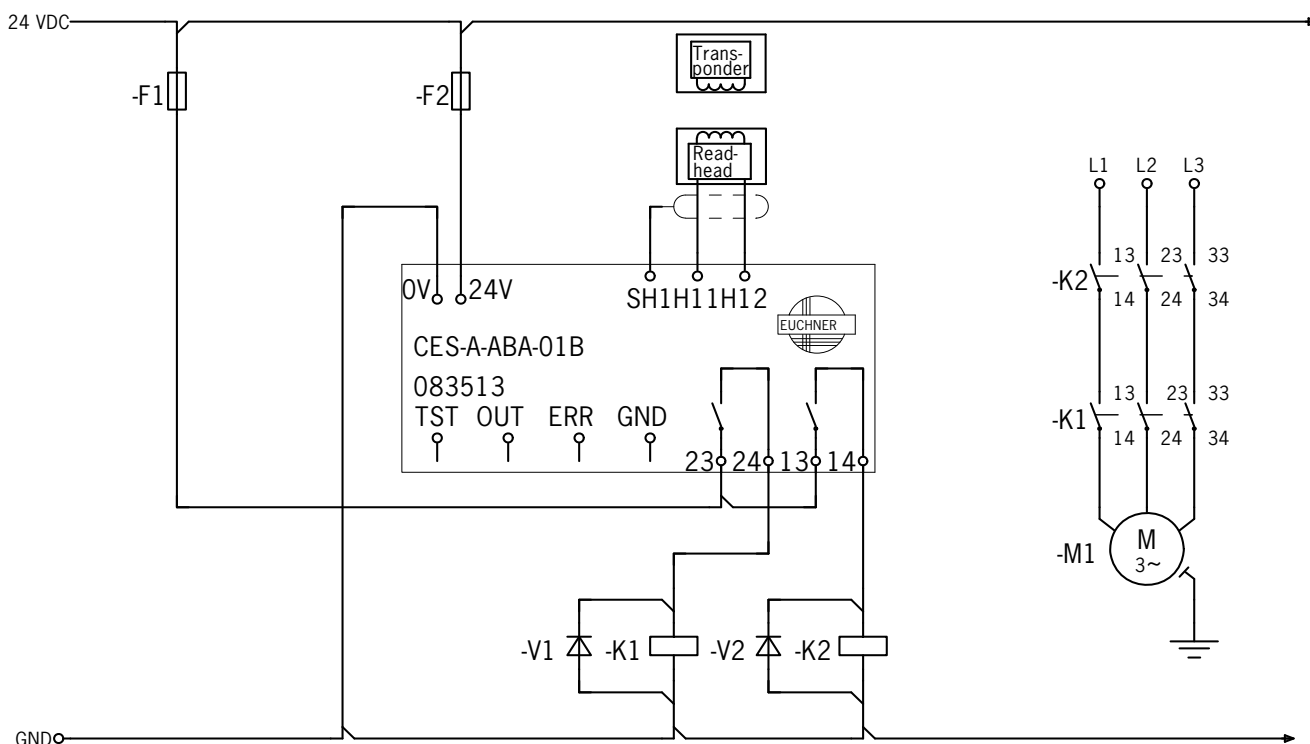 24 VDC
-F1
-F2
Trans-
ponder
Read-
head
L1 L2 L3
0V 24V
SH1 H11 H12
EUCHNER
CES-A-ABA-01B
083513
TST OUT ERR GND
23 24 13 14
13 23 33
-K2
14 24 34
13 23 33
-K1
14 24 34
-M1
M
3~
-V1 -K1 -V2 -K2
GND